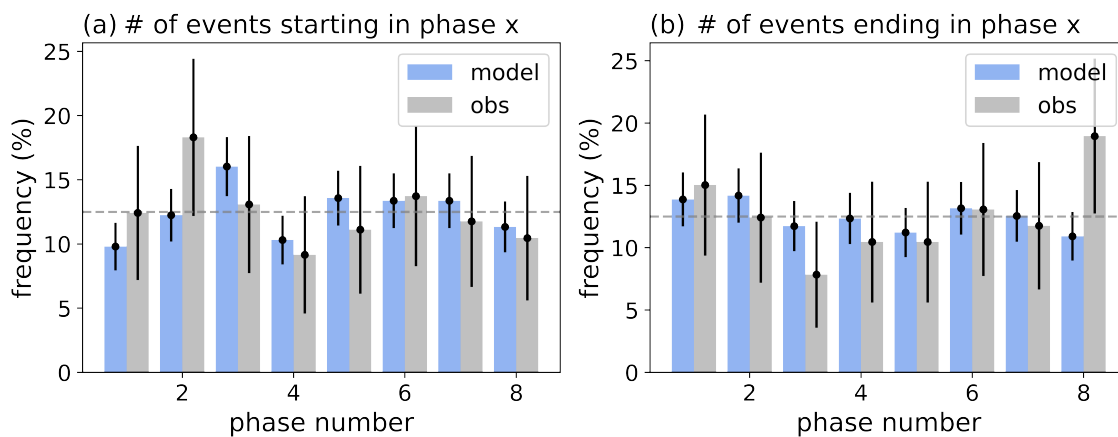 (a) # of events starting in phase x
25
20
15
10
5
0
frequency (%)
model
obs
2 4 6 8
phase number
(b) # of events ending in phase x
25
20
15
10
5
0
frequency (%)
model
obs
2 4 6 8
phase number